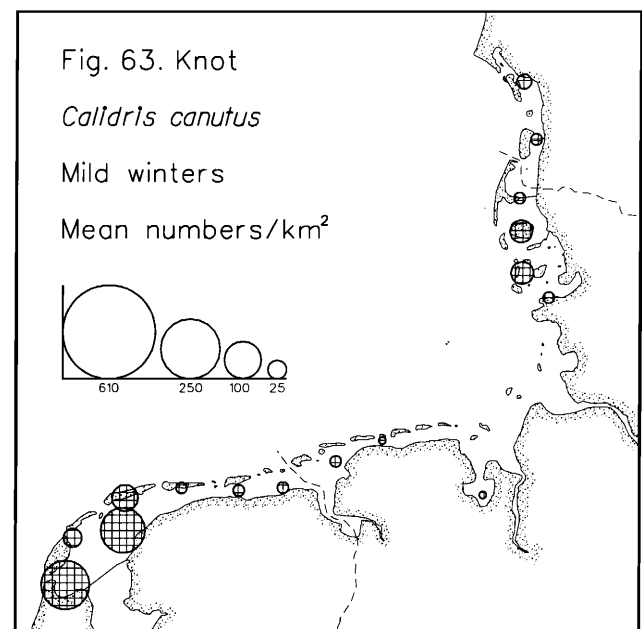 Fig. 63. Knot
Calidris canutus
Mild winters
Mean numbers/km²
610 250 100 25